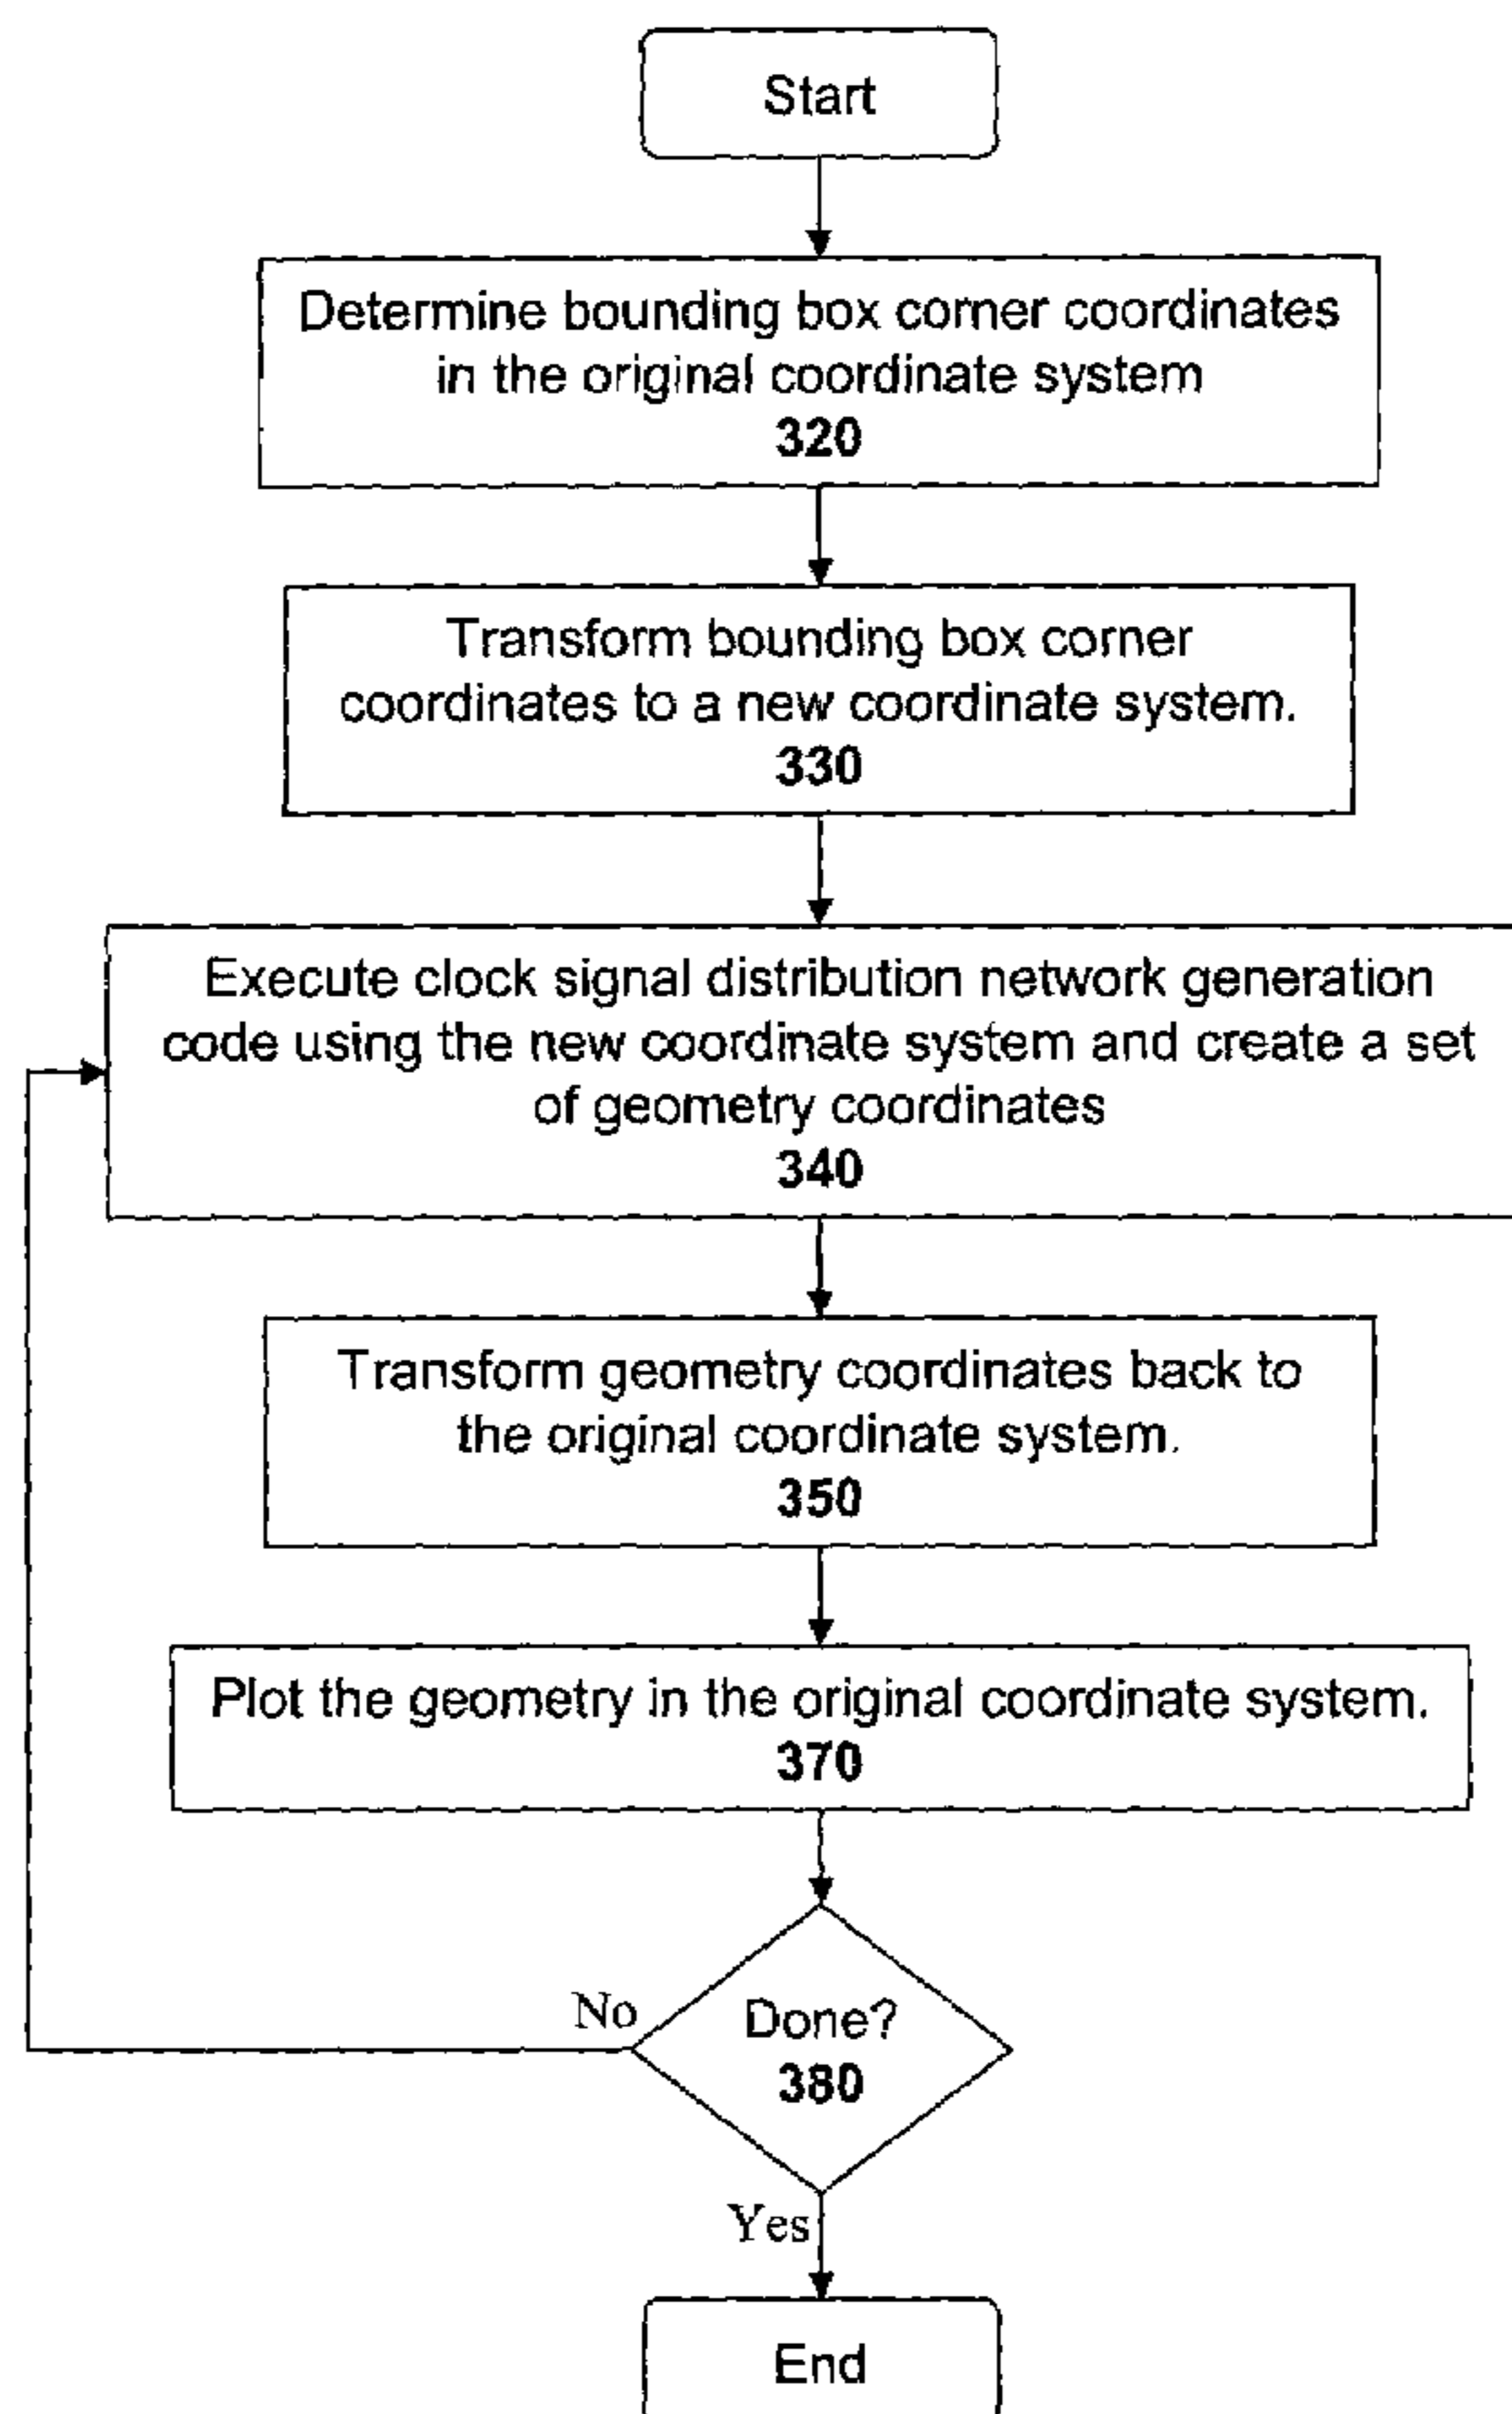 Start
Determine bounding box corner coordinates
in the original coordinate system
320
Transform bounding box corner
coordinates to a new coordinate system.
330
Execute clock signal distribution network generation
code using the new coordinate system and create a set
of geometry coordinates
340
Transform geometry coordinates back to
the original coordinate system.
350
Plot the geometry in the original coordinate system.
370
No
Done?
380
Yes
End